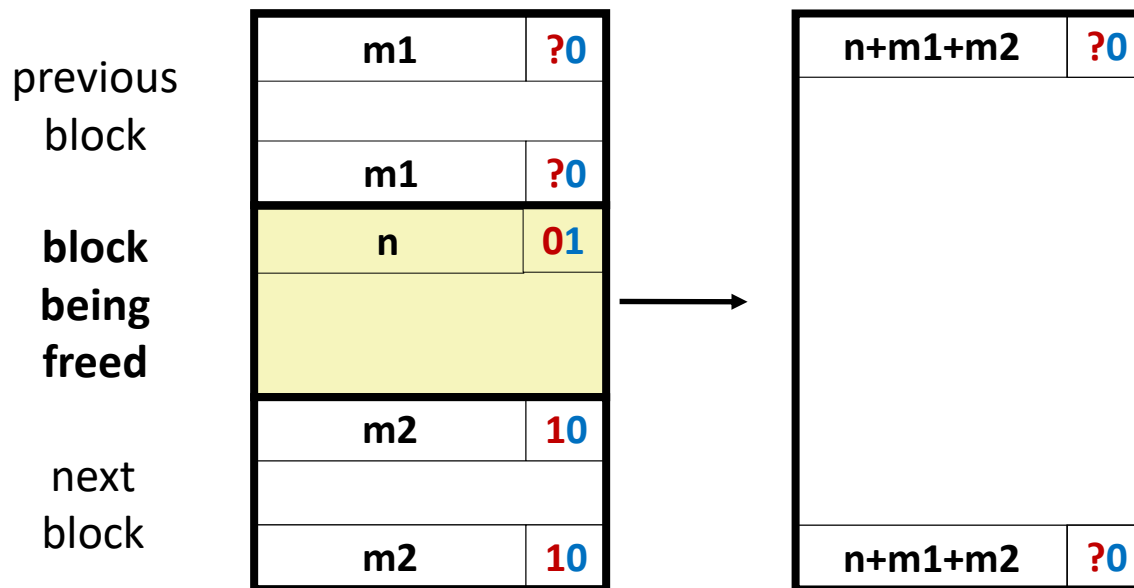 previous
block
m1 ?0
m1 ?0
block
being
freed
n 01
next
block
m2 10
m2 10
n+m1+m2 ?0
n+m1+m2 ?0